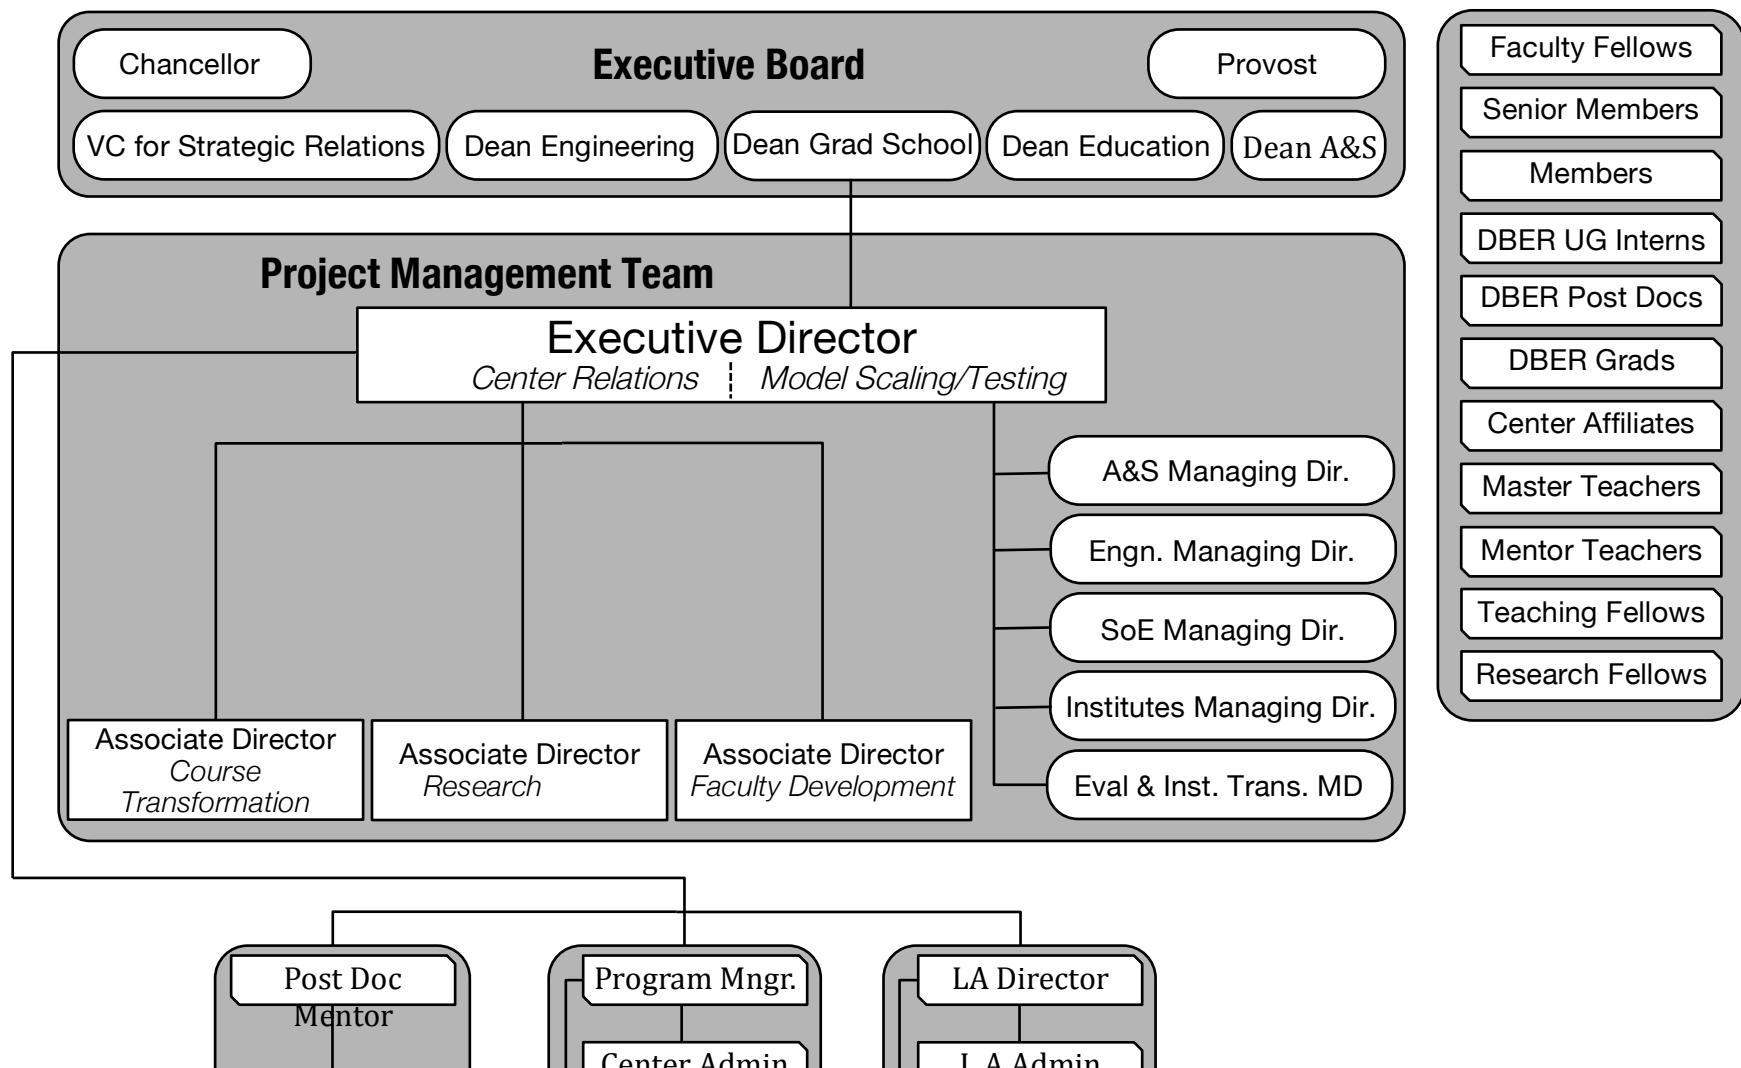 Chancellor
Executive Board
Provost
VC for Strategic Relations
Dean Engineering
Dean Grad School
Dean Education
Dean A&S
Project Management Team
Executive Director
Center Relations
Model Scaling/Testing
A&S Managing Dir.
Engn. Managing Dir.
SoE Managing Dir.
Institutes Managing Dir.
Eval & Inst. Trans. MD
Associate Director
Course
Transformation
Associate Director
Research
Associate Director
Faculty Development
Faculty Fellows
Senior Members
Members
DBER UG Interns
DBER Post Docs
DBER Grads
Center Affiliates
Master Teachers
Mentor Teachers
Teaching Fellows
Research Fellows
Post Doc
Mentor
Program Mngr.
Center Admin
LA Director
L A Admin